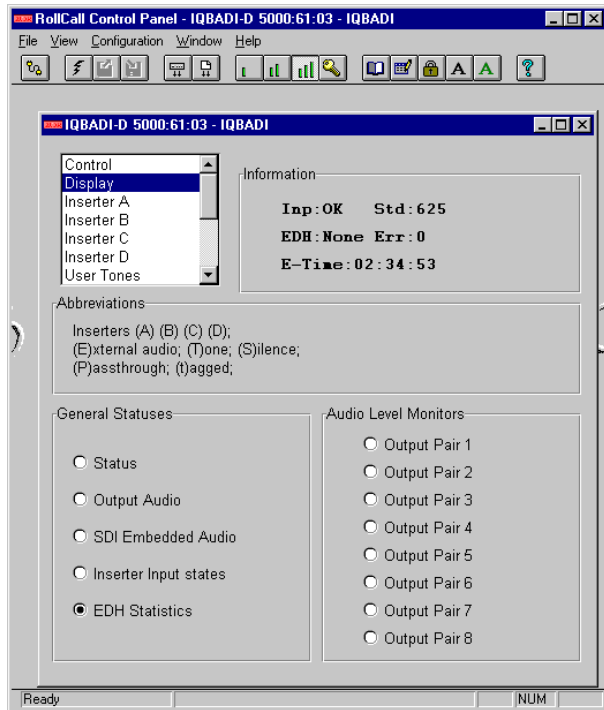 RollCall Control Panel - IQBADI-D 5000:61:03 - IQBADI
File View Configuration Window Help
A A ?
IQBADI-D 5000:61:03 - IQBADI
Control
Display
Inserter A
Inserter B
Inserter C
Inserter D
User Tones
Information
Inp:OK Std:625
EDH:None Err:0
E-Time:02:34:53
Abbreviations
Inserters (A) (B) (C) (D);
(E)xternal audio; (T)one; (S)ilence;
(P)assthrough; (t)agged;
General Statuses
Status
Output Audio
SDI Embedded Audio
Inserter Input states
EDH Statistics
Audio Level Monitors
Output Pair 1
Output Pair 2
Output Pair 3
Output Pair 4
Output Pair 5
Output Pair 6
Output Pair 7
Output Pair 8
Ready NUM